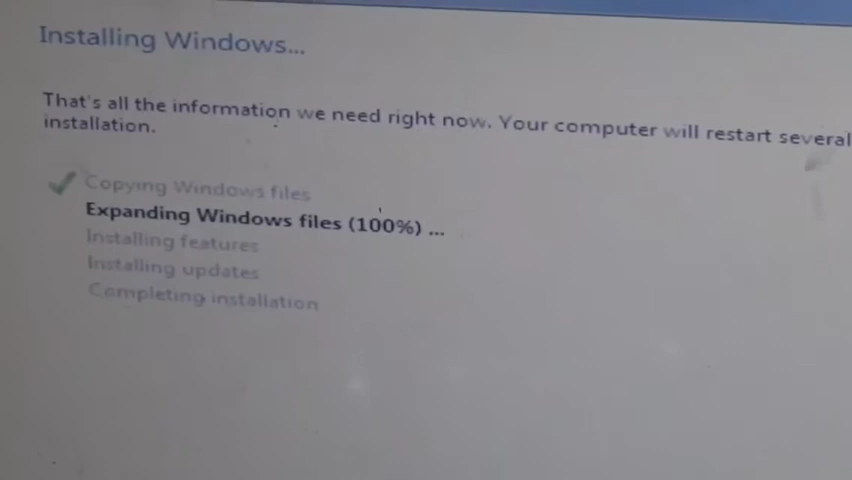 Installing Windows...
That's all the information we need right now. Your computer will restart several
installation.
Copying Windows files
Expanding Windows files (100%) ...
Installing features
Installing updates
Completing installation